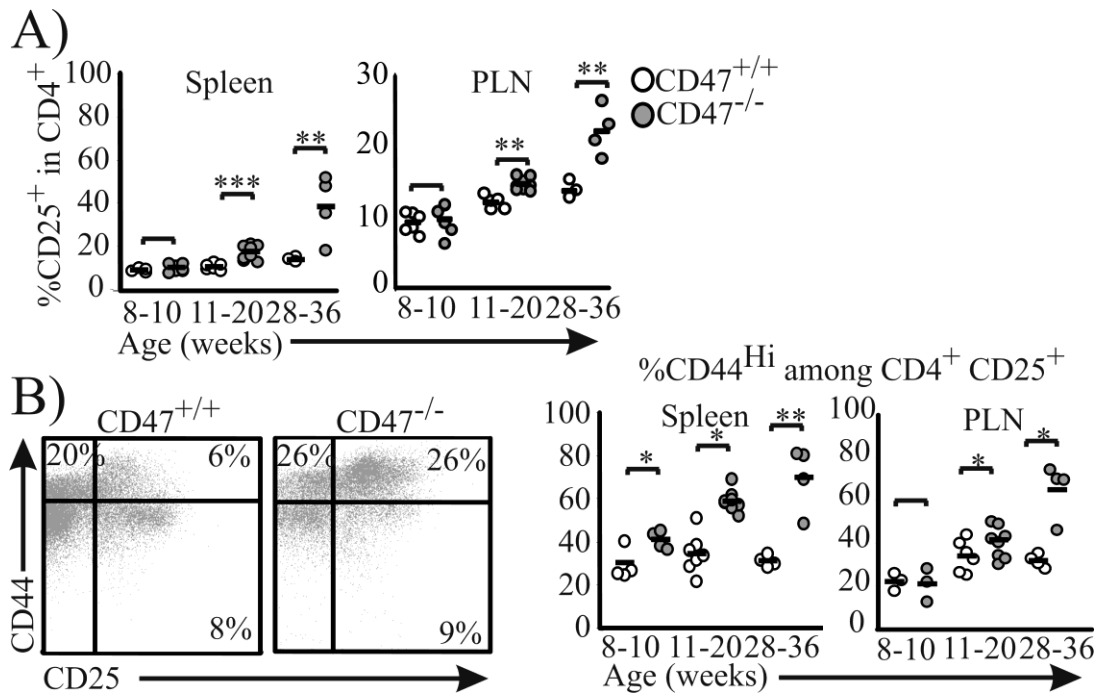 A)
%CD25+ in CD4+
100
80
60
40
20
0
Spleen
***
**
8-10 11-20 28-36
30
20
10
0
PLN
**
**
8-10 11-20 28-36
CD47+/+
CD47-/-
Age (weeks)
B)
CD47+/+
CD47-/-
20% 6%
8%
26% 26%
9%
CD44
CD25
%CD44Hi among CD4+ CD25+
100
80
60
40
20
0
Spleen
*
*
**
8-10 11-20 28-36
100
80
60
40
20
0
PLN
*
*
8-10 11-20 28-36
Age (weeks)